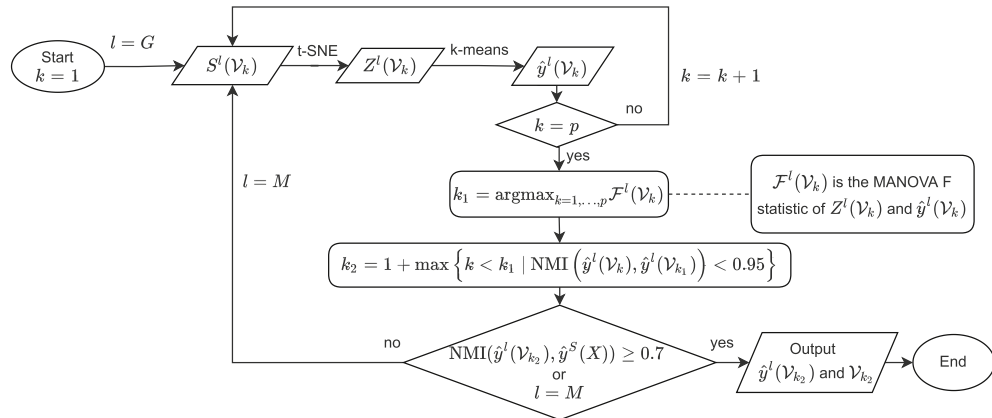 Start
k = 1
l = G
S^l(𝒱_k)
t-SNE
Z^l(𝒱_k)
k-means
ŷ^l(𝒱_k)
k = k + 1
k = p
no
yes
k_1 = argmax_{k=1,…,p} ℱ^l(𝒱_k)
ℱ^l(𝒱_k) is the MANOVA F
statistic of Z^l(𝒱_k) and ŷ^l(𝒱_k)
l = M
k_2 = 1 + max { k < k_1 | NMI ( ŷ^l(𝒱_k), ŷ^l(𝒱_{k_1}) ) < 0.95 }
no
NMI(ŷ^l(𝒱_{k_2}), ŷ^S(X)) ≥ 0.7
or
l = M
yes
Output
ŷ^l(𝒱_{k_2}) and 𝒱_{k_2}
End